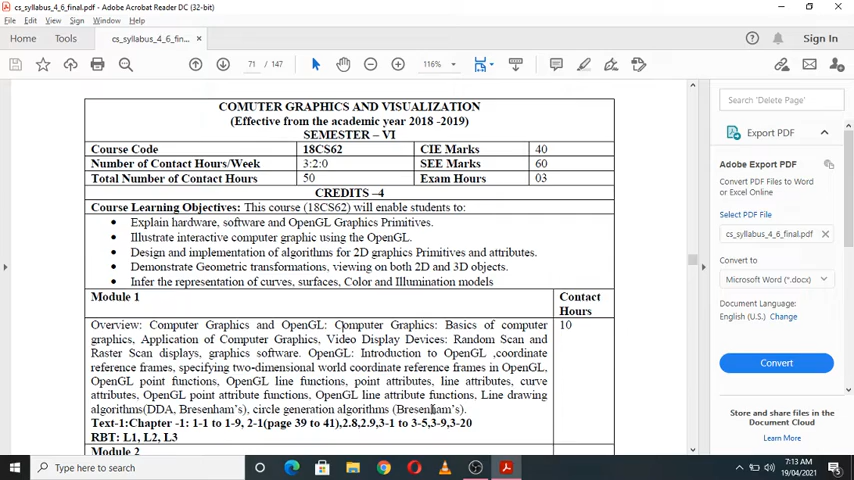 cs_syllabus_4_6_final.pdf - Adobe Acrobat Reader DC (32-bit)
File Edit View Sign Window Help
Home Tools cs_syllabus_4_6_fin... × Sign In
71 / 147 116%
COMUTER GRAPHICS AND VISUALIZATION
(Effective from the academic year 2018 -2019)
SEMESTER – VI
Course Code 18CS62 CIE Marks 40
Number of Contact Hours/Week 3:2:0 SEE Marks 60
Total Number of Contact Hours 50 Exam Hours 03
CREDITS –4
Course Learning Objectives: This course (18CS62) will enable students to:
• Explain hardware, software and OpenGL Graphics Primitives.
• Illustrate interactive computer graphic using the OpenGL.
• Design and implementation of algorithms for 2D graphics Primitives and attributes.
• Demonstrate Geometric transformations, viewing on both 2D and 3D objects.
• Infer the representation of curves, surfaces, Color and Illumination models
Module 1 Contact
Hours
Overview: Computer Graphics and OpenGL: Computer Graphics: Basics of computer 10
graphics, Application of Computer Graphics, Video Display Devices: Random Scan and
Raster Scan displays, graphics software. OpenGL: Introduction to OpenGL ,coordinate
reference frames, specifying two-dimensional world coordinate reference frames in OpenGL,
OpenGL point functions, OpenGL line functions, point attributes, line attributes, curve
attributes, OpenGL point attribute functions, OpenGL line attribute functions, Line drawing
algorithms(DDA, Bresenham's), circle generation algorithms (Bresenham's).
Text-1:Chapter -1: 1-1 to 1-9, 2-1(page 39 to 41),2.8,2.9,3-1 to 3-5,3-9,3-20
RBT: L1, L2, L3
Module 2
Search 'Delete Page'
Export PDF
Adobe Export PDF
Convert PDF Files to Word
or Excel Online
Select PDF File
cs_syllabus_4_6_final.pdf ×
Convert to
Microsoft Word (*.docx)
Document Language:
English (U.S.) Change
Convert
Store and share files in the
Document Cloud
Learn More
Type here to search
7:13 AM
19/04/2021
5